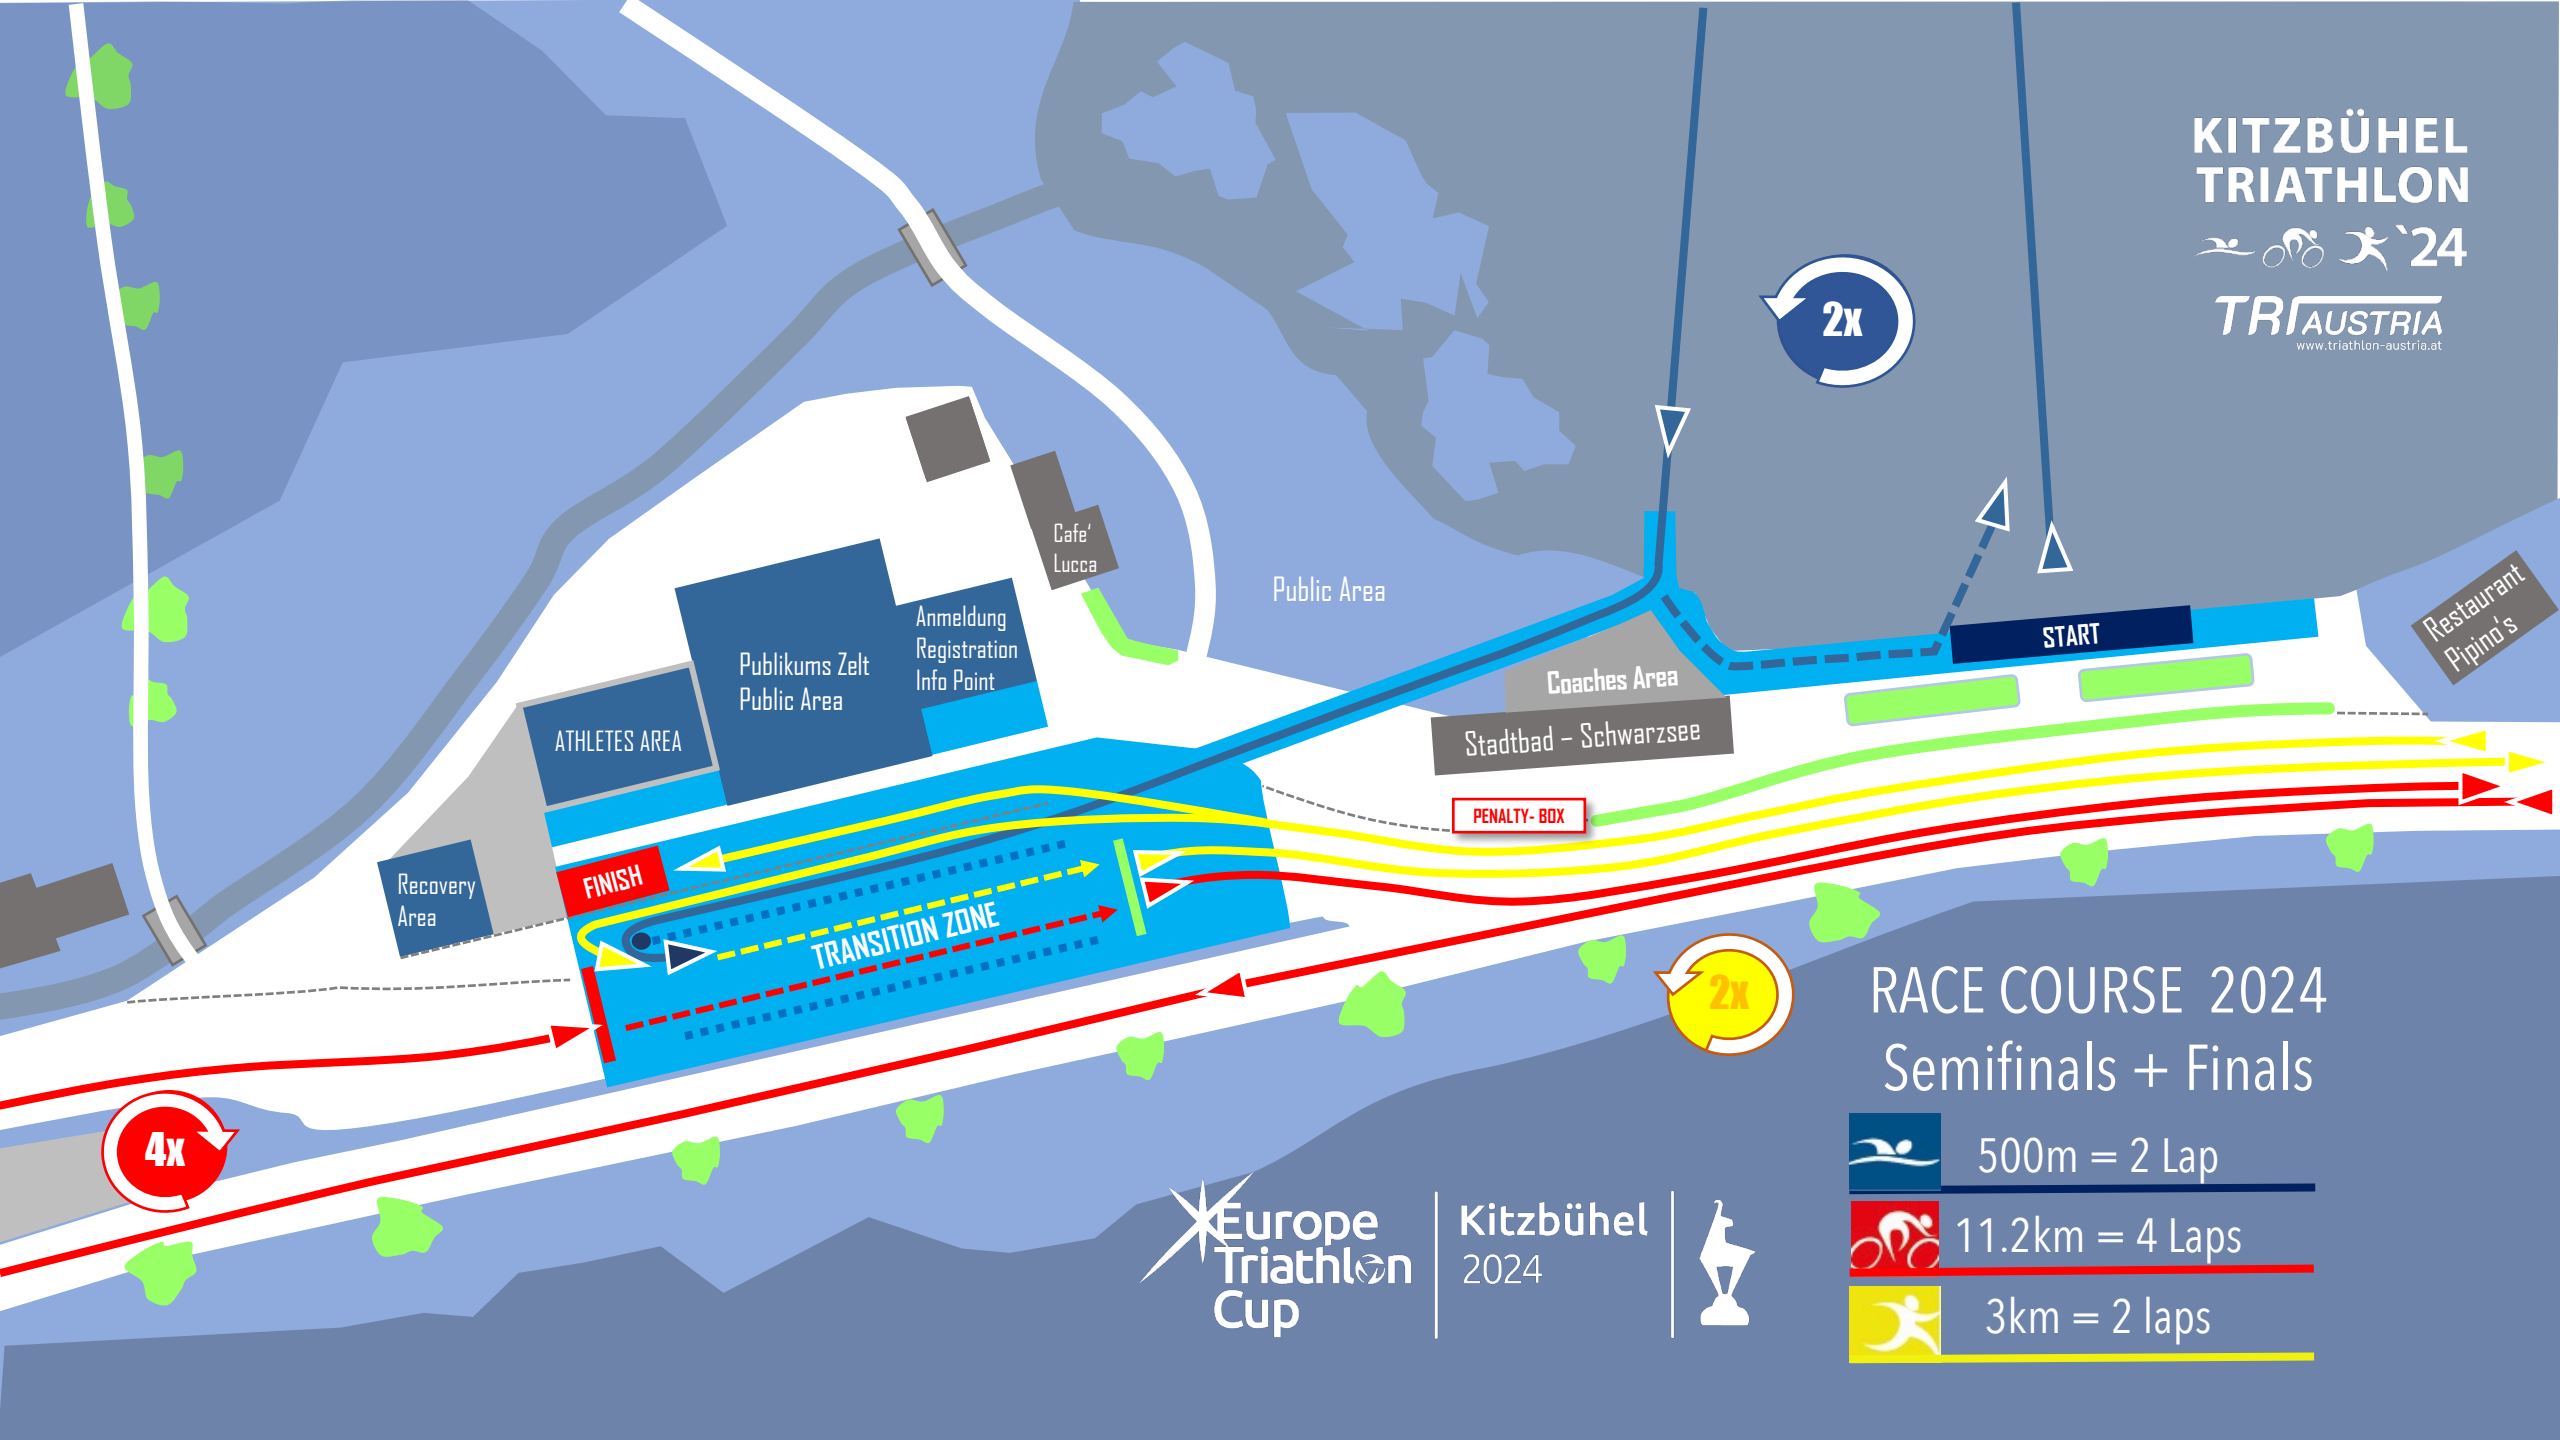 KITZBÜHEL
TRIATHLON
`24
TRI AUSTRIA
www.triathlon-austria.at
2x
Cafe'
Lucca
Public Area
Restaurant
Pipino's
START
Anmeldung
Registration
Info Point
Publikums Zelt
Public Area
Coaches Area
Stadtbad – Schwarzsee
ATHLETES AREA
PENALTY- BOX
Recovery
Area
FINISH
TRANSITION ZONE
2x
4x
RACE COURSE 2024
Semifinals + Finals
500m = 2 Lap
11.2km = 4 Laps
3km = 2 laps
Europe
Triathlon
Cup
Kitzbühel
2024